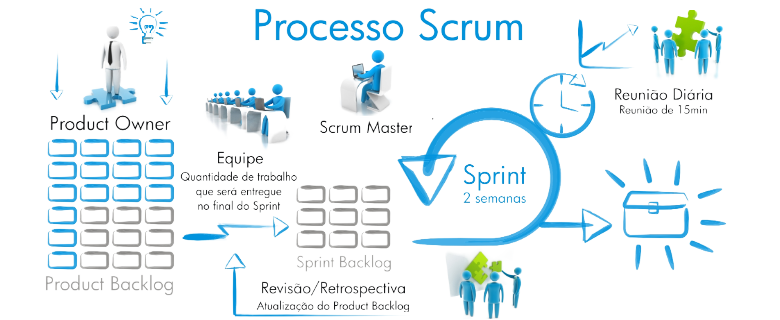 Processo Scrum
Product Owner
Product Backlog
Equipe
Quantidade de trabalho
que será entregue
no final do Sprint
Scrum Master
Sprint Backlog
Revisão/Retrospectiva
Atualização do Product Backlog
Sprint
2 semanas
Reunião Diária
Reunião de 15min